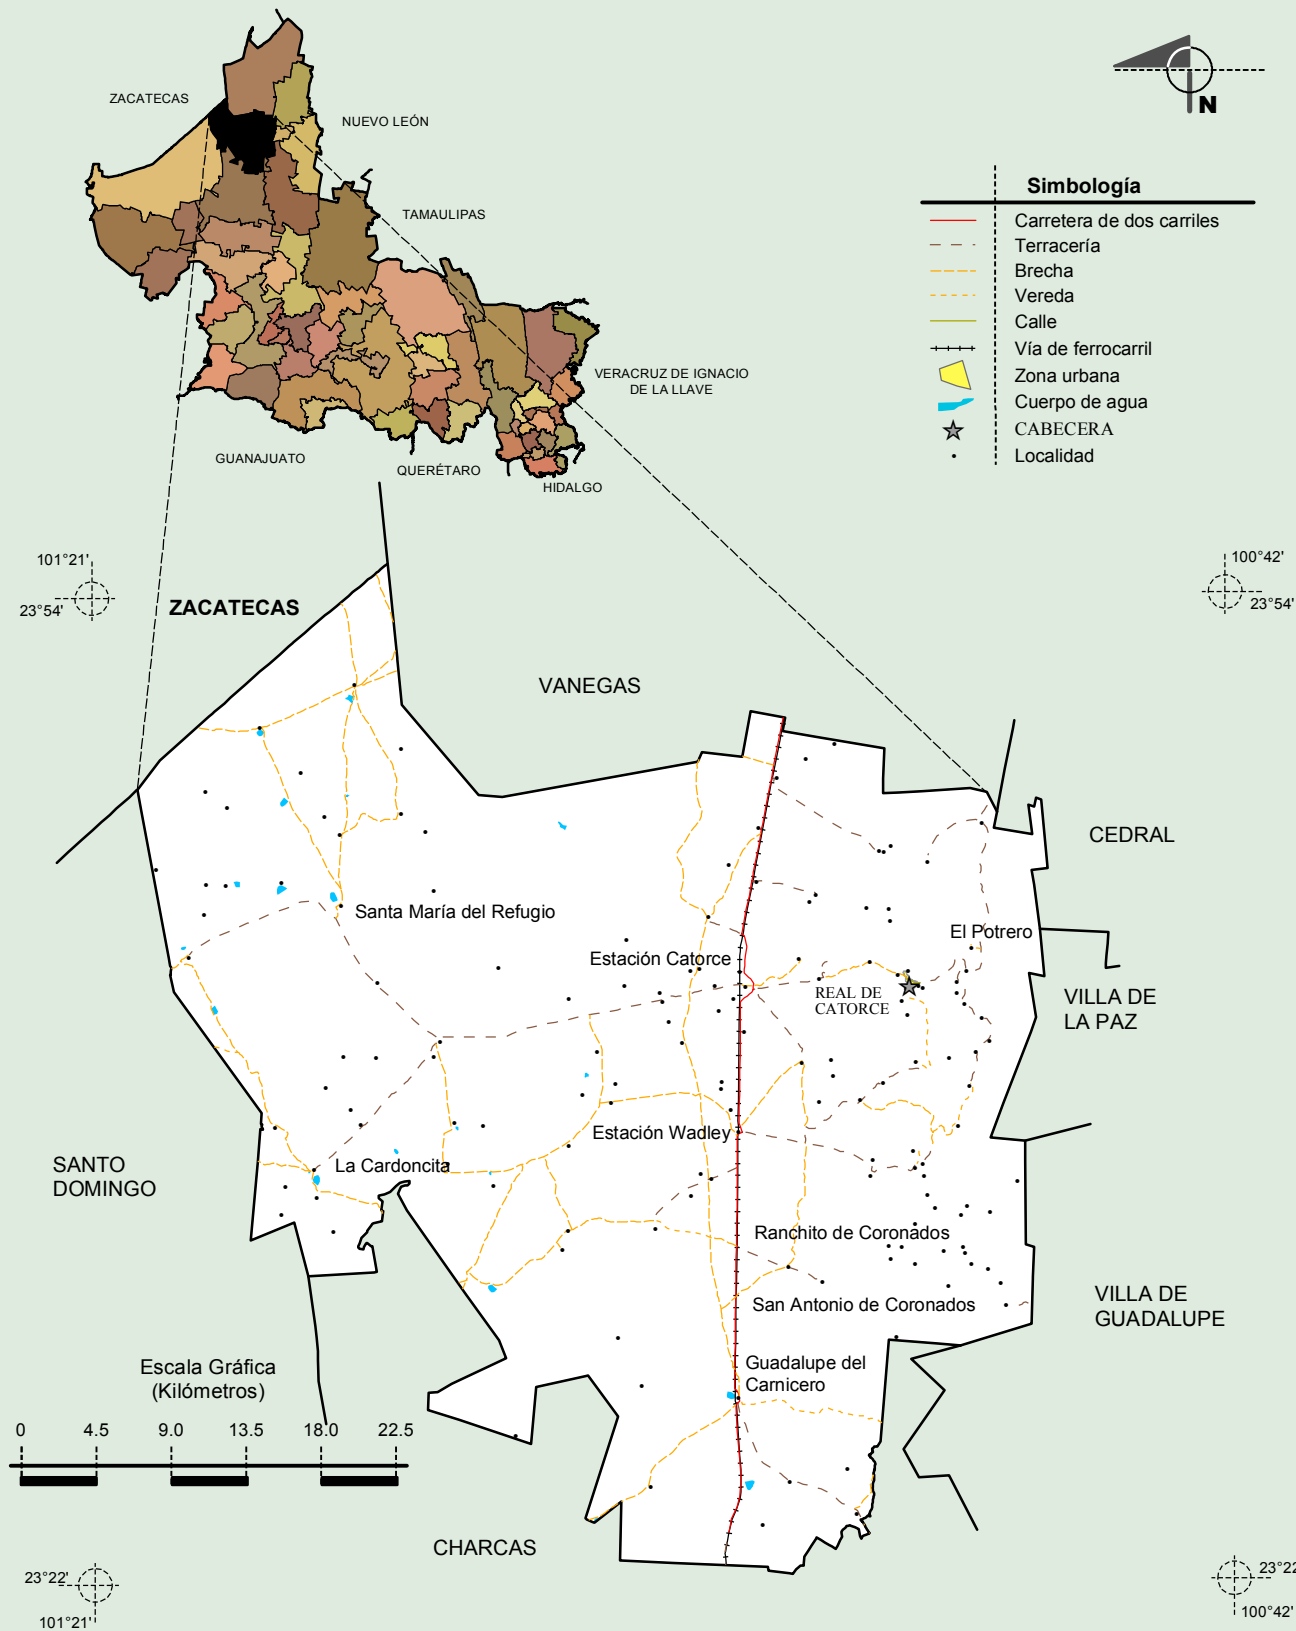 ZACATECAS
NUEVO LEÓN
TAMAULIPAS
VERACRUZ DE IGNACIO
DE LA LLAVE
GUANAJUATO
QUERÉTARO
HIDALGO
N
Simbología
Carretera de dos carriles
Terracería
Brecha
Vereda
Calle
Vía de ferrocarril
Zona urbana
Cuerpo de agua
CABECERA
Localidad
101°21'
23°54'
100°42'
23°54'
ZACATECAS
VANEGAS
CEDRAL
Santa María del Refugio
El Potrero
Estación Catorce
REAL DE
CATORCE
VILLA DE
LA PAZ
Estación Wadley
SANTO
DOMINGO
La Cardoncita
Ranchito de Coronados
San Antonio de Coronados
VILLA DE
GUADALUPE
Guadalupe del
Carnicero
Escala Gráfica
(Kilómetros)
0 4.5 9.0 13.5 18.0 22.5
CHARCAS
23°22'
101°21'
23°22
100°42'